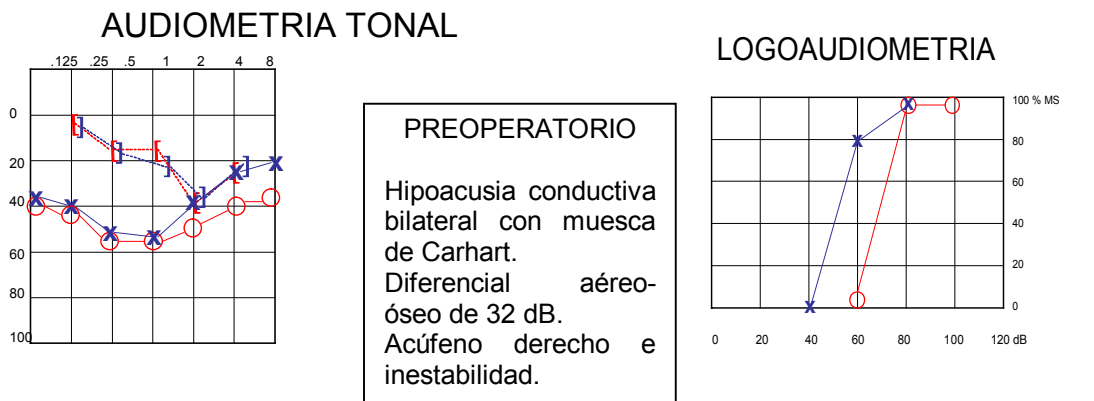 AUDIOMETRIA TONAL
.125 .25 .5 1 2 4 8
0
20
40
60
80
100
PREOPERATORIO
Hipoacusia conductiva
bilateral con muesca
de Carhart.
Diferencial aéreo-
óseo de 32 dB.
Acúfeno derecho e
inestabilidad.
LOGOAUDIOMETRIA
100 % MS
80
60
40
20
0
0 20 40 60 80 100 120 dB